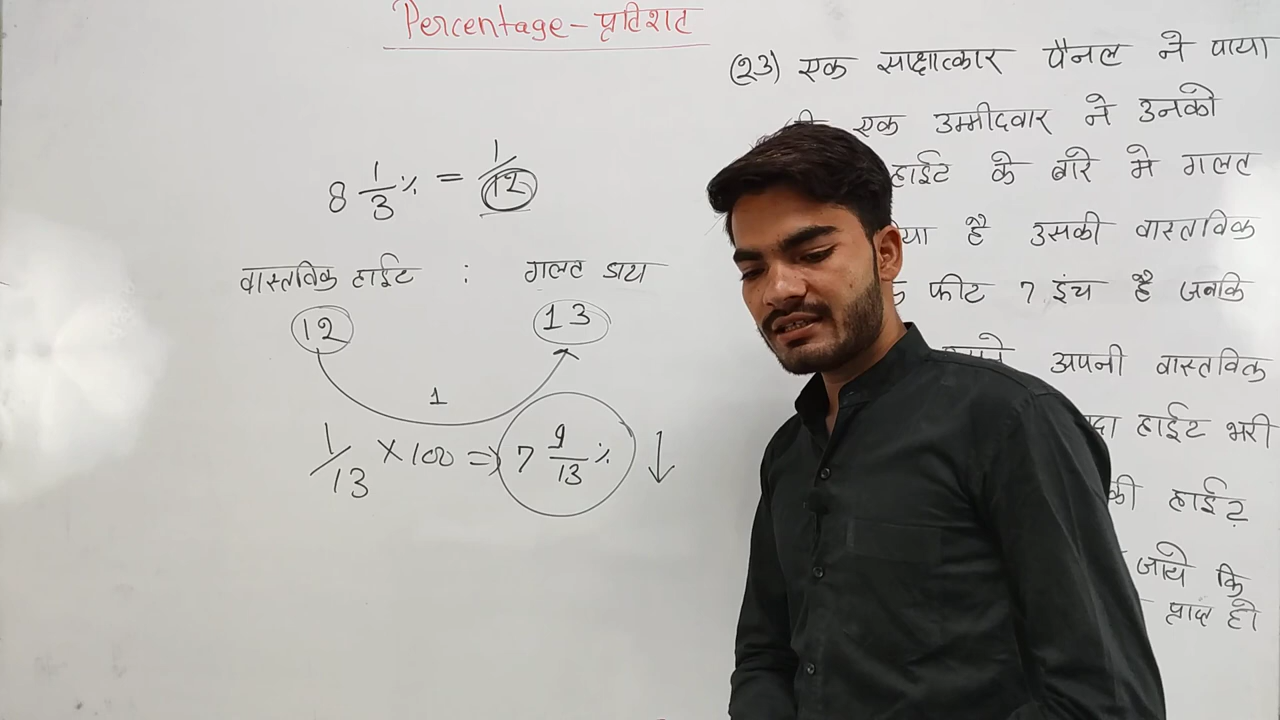 Percentage - प्रतिशत
8 1/3 % = 1/12
वास्तविक हाईट : गलत डाटा
12 13
1
1/13 × 100 => 7 9/13 % ↓
(23) एक साक्षात्कार पैनल ने पाया
एक उम्मीदवार ने उनको
हाईट के बारे मे गलत
है उसकी वास्तविक
फीट 7 इंच है जबकि
अपनी वास्तविक
हाईट भरी
की हाईट
जाये कि
प्राप्त हो